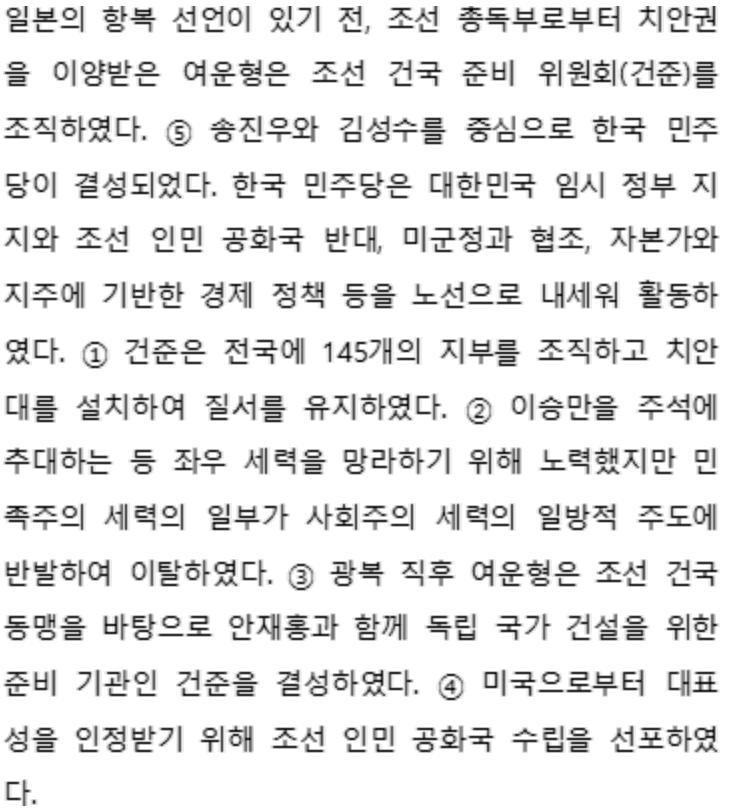 일본의 항복 선언이 있기 전, 조선 총독부로부터 치안권
을 이양받은 여운형은 조선 건국 준비 위원회(건준)를
조직하였다. ⑤ 송진우와 김성수를 중심으로 한국 민주
당이 결성되었다. 한국 민주당은 대한민국 임시 정부 지
지와 조선 인민 공화국 반대, 미군정과 협조, 자본가와
지주에 기반한 경제 정책 등을 노선으로 내세워 활동하
였다. ① 건준은 전국에 145개의 지부를 조직하고 치안
대를 설치하여 질서를 유지하였다. ② 이승만을 주석에
추대하는 등 좌우 세력을 망라하기 위해 노력했지만 민
족주의 세력의 일부가 사회주의 세력의 일방적 주도에
반발하여 이탈하였다. ③ 광복 직후 여운형은 조선 건국
동맹을 바탕으로 안재홍과 함께 독립 국가 건설을 위한
준비 기관인 건준을 결성하였다. ④ 미국으로부터 대표
성을 인정받기 위해 조선 인민 공화국 수립을 선포하였
다.